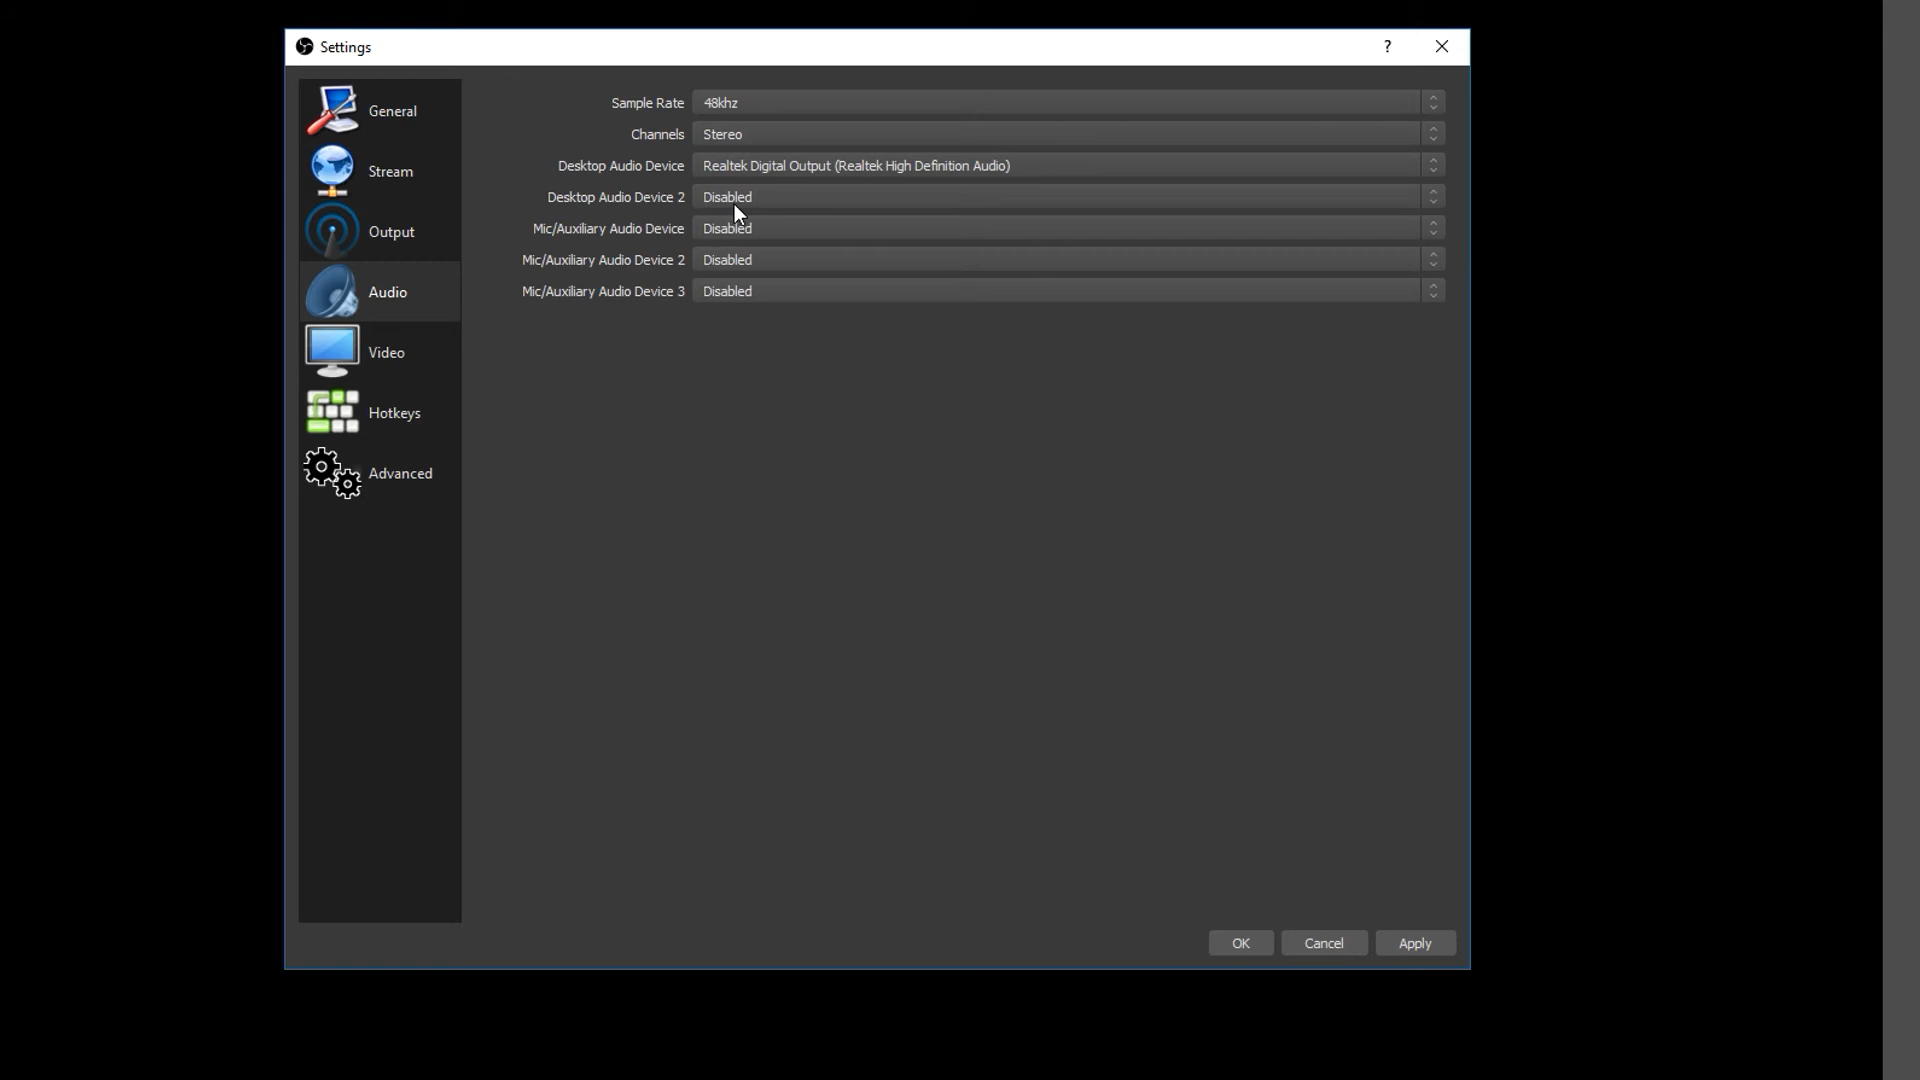 Settings
?
General
Stream
Output
Audio
Video
Hotkeys
Advanced
Sample Rate 48khz
Channels Stereo
Desktop Audio Device Realtek Digital Output (Realtek High Definition Audio)
Desktop Audio Device 2 Disabled
Mic/Auxiliary Audio Device Disabled
Mic/Auxiliary Audio Device 2 Disabled
Mic/Auxiliary Audio Device 3 Disabled
OK Cancel Apply